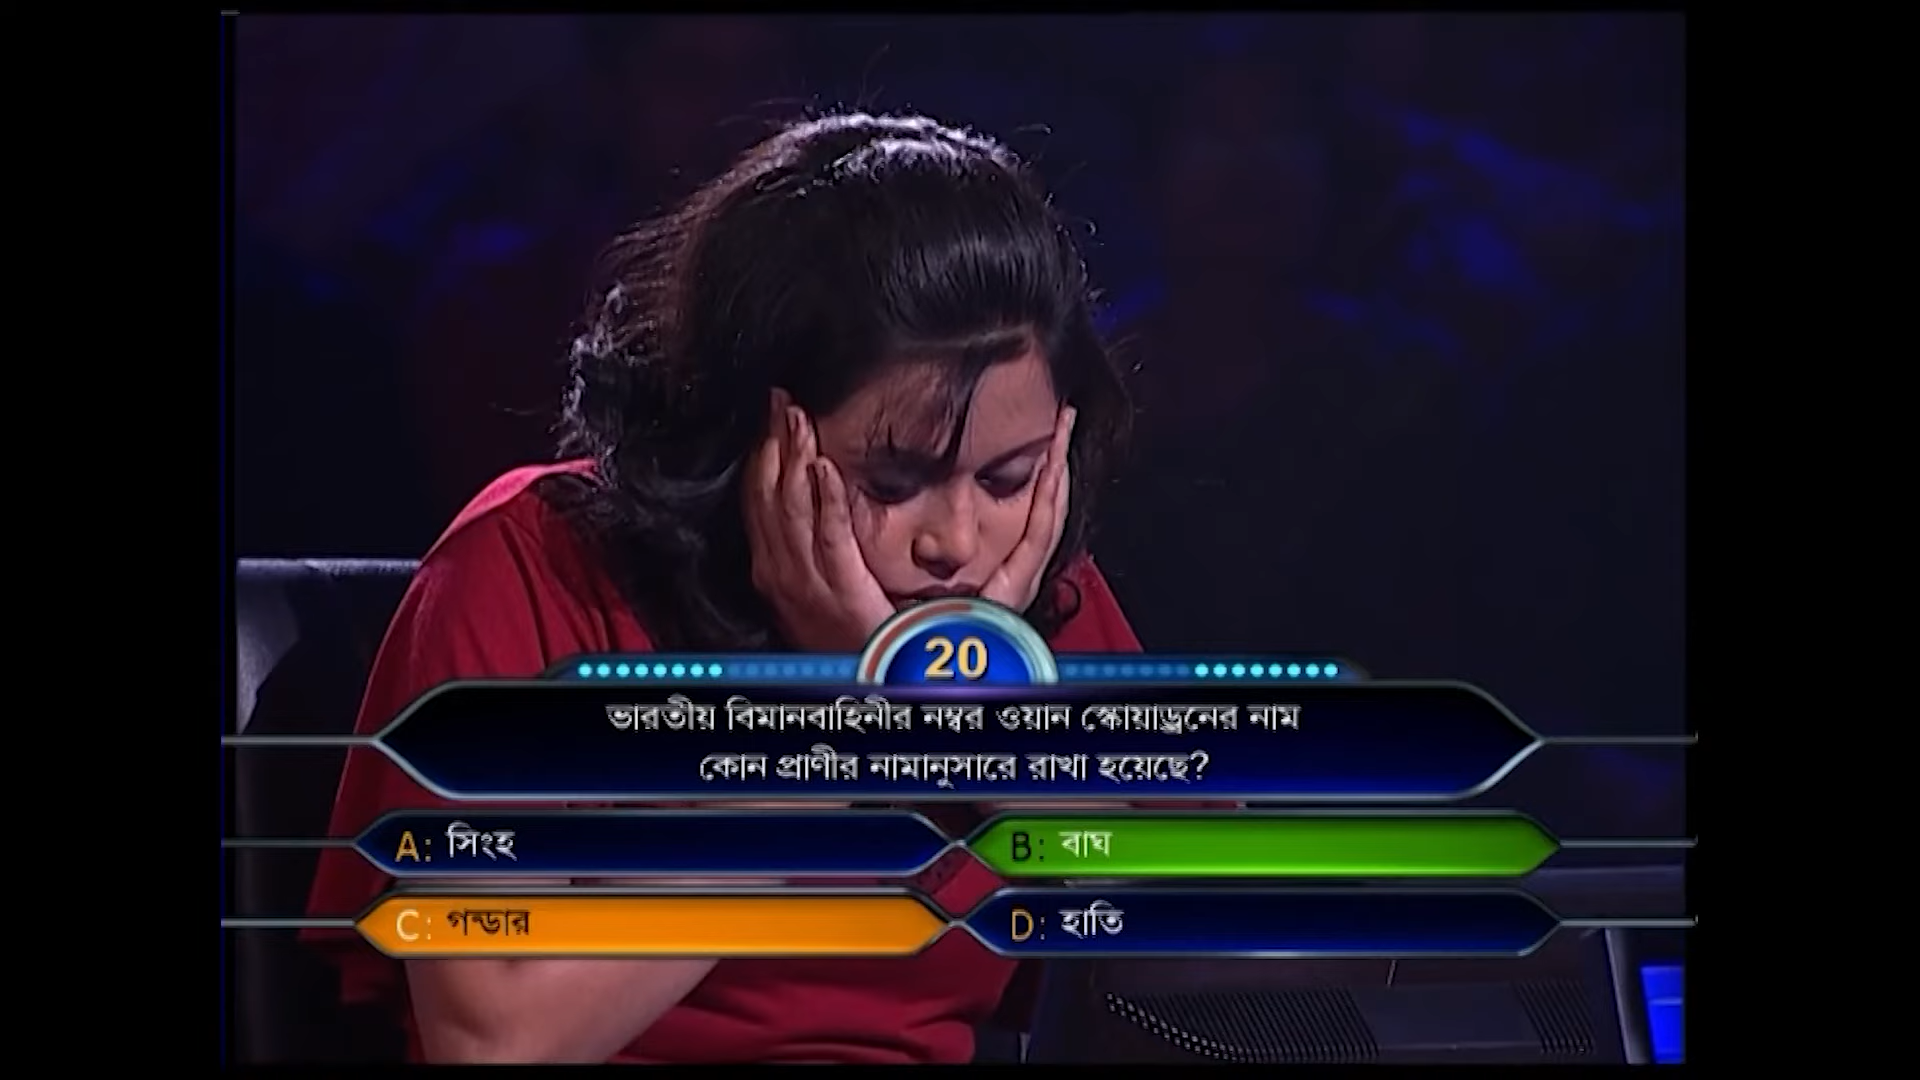 20
ভারতীয় বিমানবাহিনীর নম্বর ওয়ান স্কোয়াড্রনের নাম
কোন প্রাণীর নামানুসারে রাখা হয়েছে?
A: সিংহ
B: বাঘ
C: গন্ডার
D: হাতি